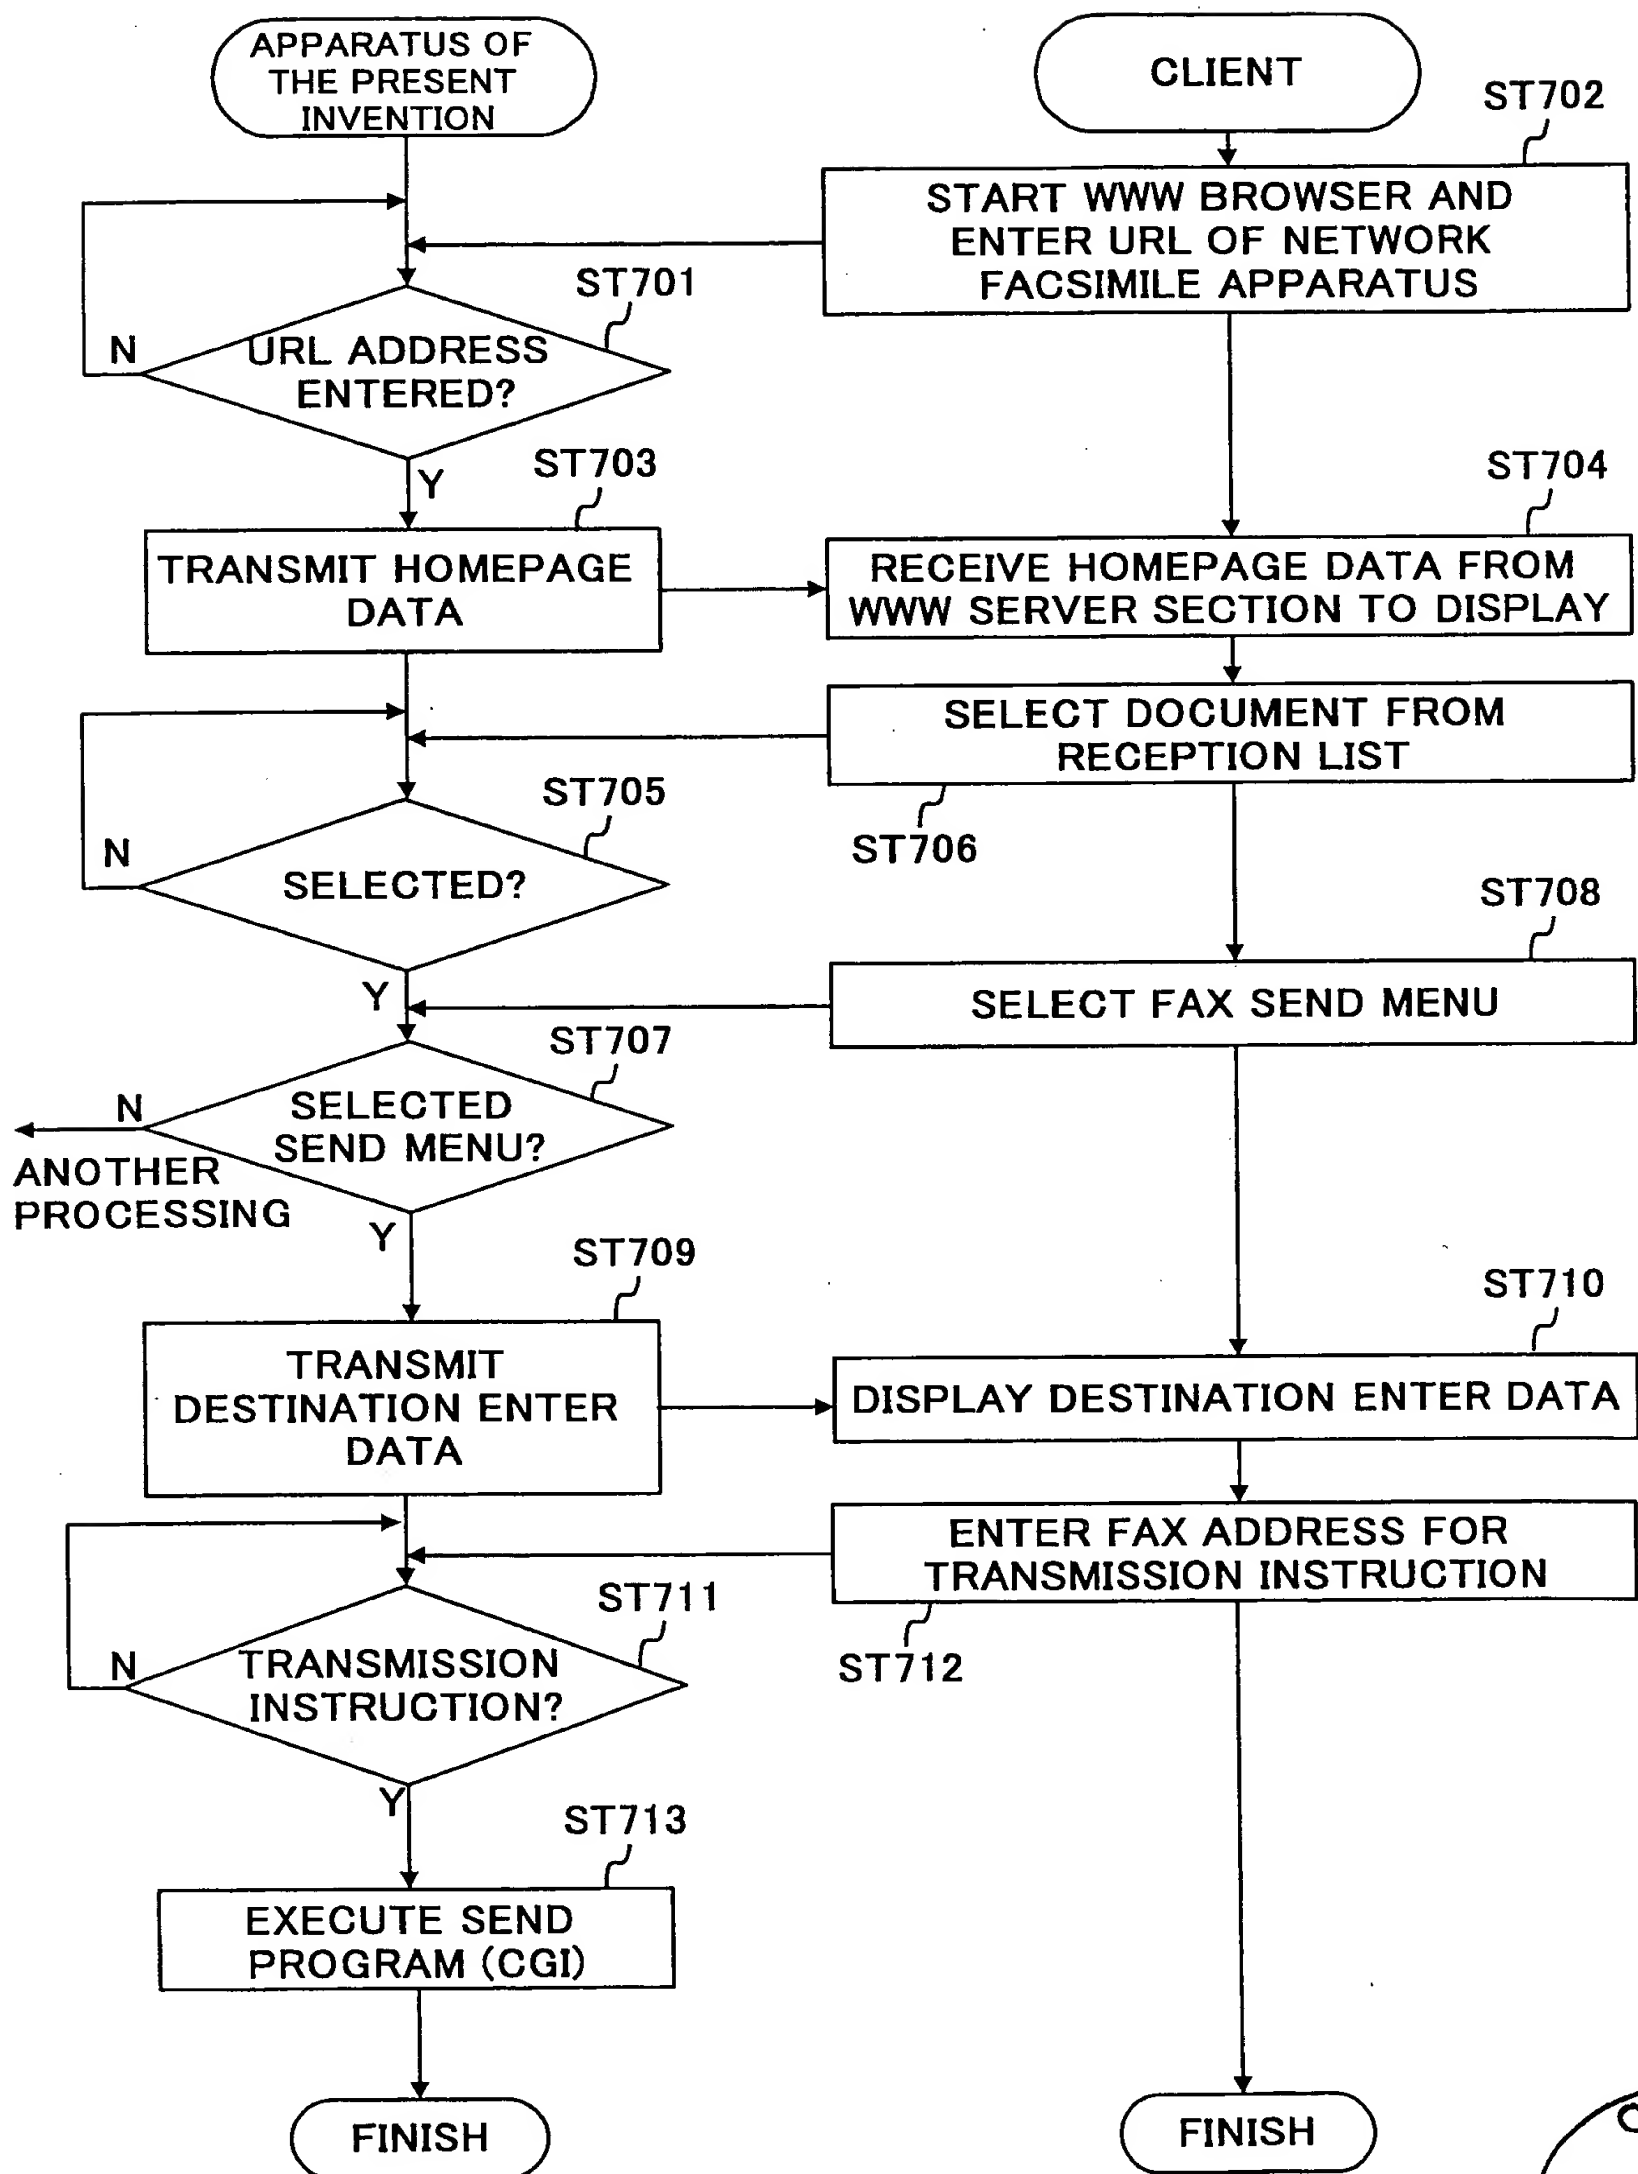 APPARATUS OF
THE PRESENT
INVENTION
CLIENT
ST702
START WWW BROWSER AND
ENTER URL OF NETWORK
FACSIMILE APPARATUS
ST701
URL ADDRESS
ENTERED?
N
Y
ST703
TRANSMIT HOMEPAGE
DATA
ST704
RECEIVE HOMEPAGE DATA FROM
WWW SERVER SECTION TO DISPLAY
SELECT DOCUMENT FROM
RECEPTION LIST
ST706
ST705
SELECTED?
N
Y
ST708
SELECT FAX SEND MENU
ST707
SELECTED
SEND MENU?
N
ANOTHER
PROCESSING
Y
ST709
TRANSMIT
DESTINATION ENTER
DATA
ST710
DISPLAY DESTINATION ENTER DATA
ENTER FAX ADDRESS FOR
TRANSMISSION INSTRUCTION
ST712
ST711
TRANSMISSION
INSTRUCTION?
N
Y
ST713
EXECUTE SEND
PROGRAM (CGI)
FINISH
FINISH